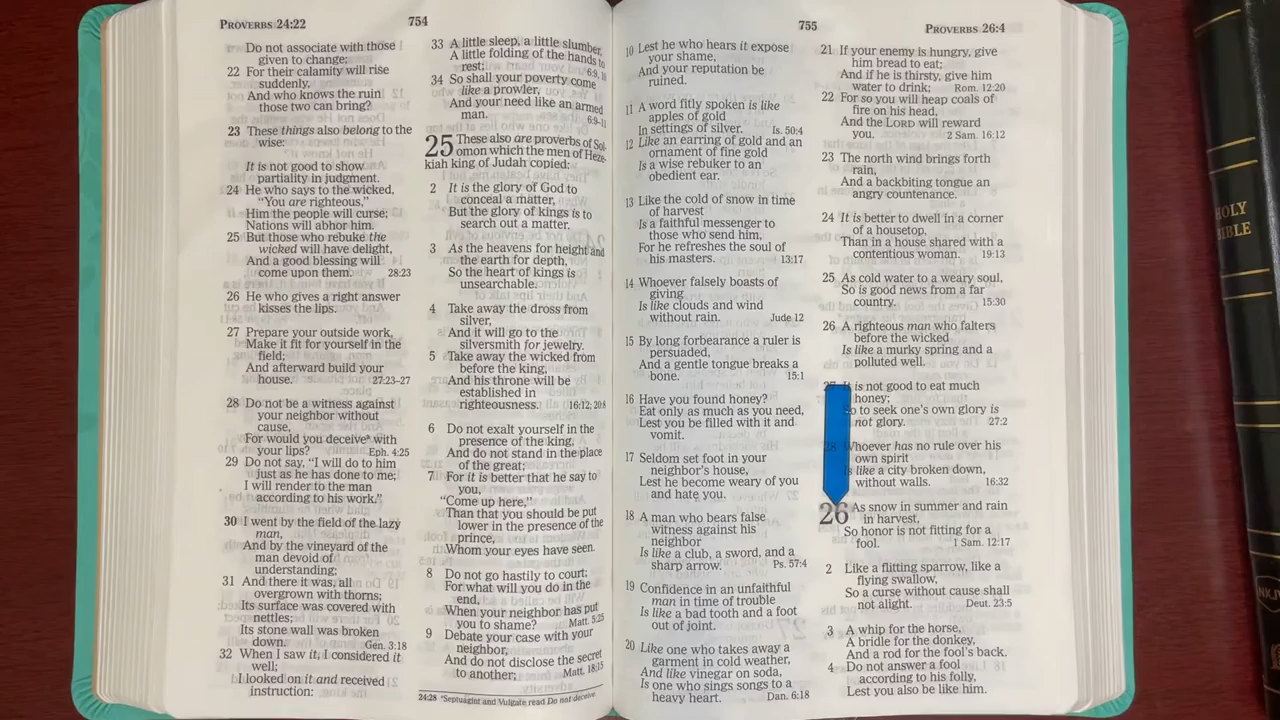 PROVERBS 24:22
754
Do not associate with those
given to change;
22 For their calamity will rise
suddenly,
And who knows the ruin
those two can bring?
23 These things also belong to the
wise:
It is not good to show
partiality in judgment.
24 He who says to the wicked,
"You are righteous,"
Him the people will curse;
Nations will abhor him.
25 But those who rebuke the
wicked will have delight,
And a good blessing will
come upon them. 28:23
26 He who gives a right answer
kisses the lips.
27 Prepare your outside work,
Make it fit for yourself in the
field;
And afterward build your
house. 27:23–27
28 Do not be a witness against
your neighbor without
cause,
For would you deceiveª with
your lips? Eph. 4:25
29 Do not say, "I will do to him
just as he has done to me;
I will render to the man
according to his work."
30 I went by the field of the lazy
man,
And by the vineyard of the
man devoid of
understanding;
31 And there it was, all
overgrown with thorns;
Its surface was covered with
nettles;
Its stone wall was broken
down. Gen. 3:18
32 When I saw it, I considered it
well;
I looked on it and received
instruction:
33 A little sleep, a little slumber,
A little folding of the hands to
rest; 6:9, 10
34 So shall your poverty come
like a prowler,
And your need like an armed
man. 6:9–11
25 These also are proverbs of Sol-
omon which the men of Heze-
kiah king of Judah copied:
2 It is the glory of God to
conceal a matter,
But the glory of kings is to
search out a matter.
3 As the heavens for height and
the earth for depth,
So the heart of kings is
unsearchable.
4 Take away the dross from
silver,
And it will go to the
silversmith for jewelry.
5 Take away the wicked from
before the king,
And his throne will be
established in
righteousness. 16:12; 20:8
6 Do not exalt yourself in the
presence of the king,
And do not stand in the place
of the great;
7 For it is better that he say to
you,
"Come up here,"
Than that you should be put
lower in the presence of the
prince,
Whom your eyes have seen.
8 Do not go hastily to court;
For what will you do in the
end,
When your neighbor has put
you to shame? Matt. 5:25
9 Debate your case with your
neighbor,
And do not disclose the secret
to another; Matt. 18:15
24:28 ªSeptuagint and Vulgate read Do not deceive.
755
PROVERBS 26:4
10 Lest he who hears it expose
your shame,
And your reputation be
ruined.
11 A word fitly spoken is like
apples of gold
In settings of silver. Is. 50:4
12 Like an earring of gold and an
ornament of fine gold
Is a wise rebuker to an
obedient ear.
13 Like the cold of snow in time
of harvest
Is a faithful messenger to
those who send him,
For he refreshes the soul of
his masters. 13:17
14 Whoever falsely boasts of
giving
Is like clouds and wind
without rain. Jude 12
15 By long forbearance a ruler is
persuaded,
And a gentle tongue breaks a
bone. 15:1
16 Have you found honey?
Eat only as much as you need,
Lest you be filled with it and
vomit.
17 Seldom set foot in your
neighbor's house,
Lest he become weary of you
and hate you.
18 A man who bears false
witness against his
neighbor
Is like a club, a sword, and a
sharp arrow. Ps. 57:4
19 Confidence in an unfaithful
man in time of trouble
Is like a bad tooth and a foot
out of joint.
20 Like one who takes away a
garment in cold weather,
And like vinegar on soda,
Is one who sings songs to a
heavy heart. Dan. 6:18
21 If your enemy is hungry, give
him bread to eat;
And if he is thirsty, give him
water to drink; Rom. 12:20
22 For so you will heap coals of
fire on his head,
And the LORD will reward
you. 2 Sam. 16:12
23 The north wind brings forth
rain,
And a backbiting tongue an
angry countenance.
24 It is better to dwell in a corner
of a housetop,
Than in a house shared with a
contentious woman. 19:13
25 As cold water to a weary soul,
So is good news from a far
country. 15:30
26 A righteous man who falters
before the wicked
Is like a murky spring and a
polluted well.
27 It is not good to eat much
honey;
So to seek one's own glory is
not glory. 27:2
28 Whoever has no rule over his
own spirit
Is like a city broken down,
without walls. 16:32
26 As snow in summer and rain
in harvest,
So honor is not fitting for a
fool. 1 Sam. 12:17
2 Like a flitting sparrow, like a
flying swallow,
So a curse without cause shall
not alight. Deut. 23:5
3 A whip for the horse,
A bridle for the donkey,
And a rod for the fool's back.
4 Do not answer a fool
according to his folly,
Lest you also be like him.
HOLY
BIBLE
NKJV